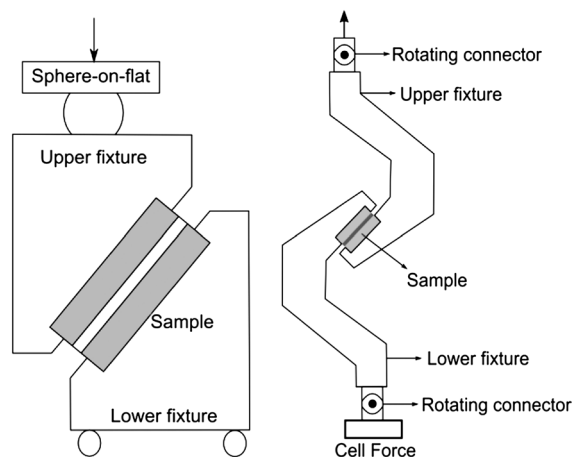 Sphere-on-flat
Upper fixture
Sample
Lower fixture
Rotating connector
Upper fixture
Sample
Lower fixture
Rotating connector
Cell Force